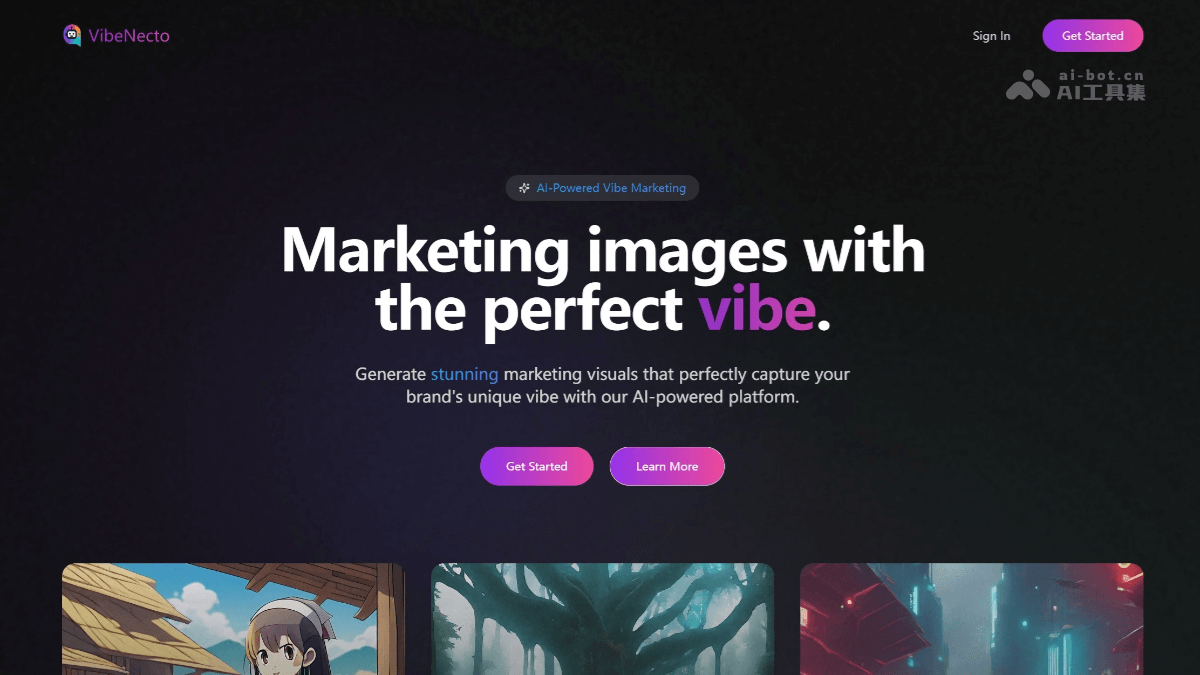 VibeNecto
Sign In
Get Started
ai-bot.cn
AI工具集
AI-Powered Vibe Marketing
Marketing images with
the perfect vibe.
Generate stunning marketing visuals that perfectly capture your
brand's unique vibe with our AI-powered platform.
Get Started
Learn More